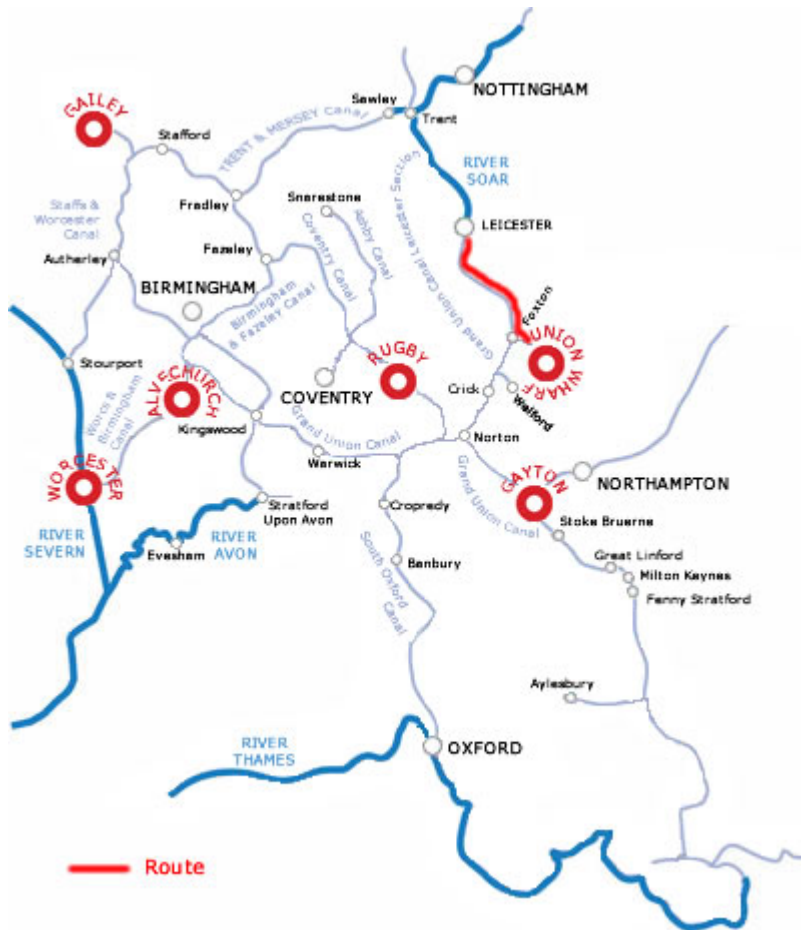 NOTTINGHAM
Sawley
Trent
GAILEY
Stafford
TRENT & MERSEY Canal
RIVER
SOAR
Fradley
Snarestone
Staffs &
Worcester
Canal
LEICESTER
Autherley
Fazeley
Coventry Canal
Ashby Canal
Grand Union Canal Leicester Section
BIRMINGHAM
Birmingham
& Fazeley Canal
Foxton
UNION WHARF
Stourport
RUGBY
ALVECHURCH
COVENTRY
Crick
Welford
Worcs &
Birmingham
Canal
Kingswood
Grand Union Canal
Norton
Warwick
WORCESTER
GAYTON
NORTHAMPTON
Grand Union Canal
Stratford
Upon Avon
Cropredy
Stoke Bruerne
RIVER
SEVERN
RIVER
AVON
Evesham
Banbury
South Oxford
Canal
Great Linford
Milton Keynes
Fenny Stratford
Aylesbury
RIVER
THAMES
OXFORD
Route